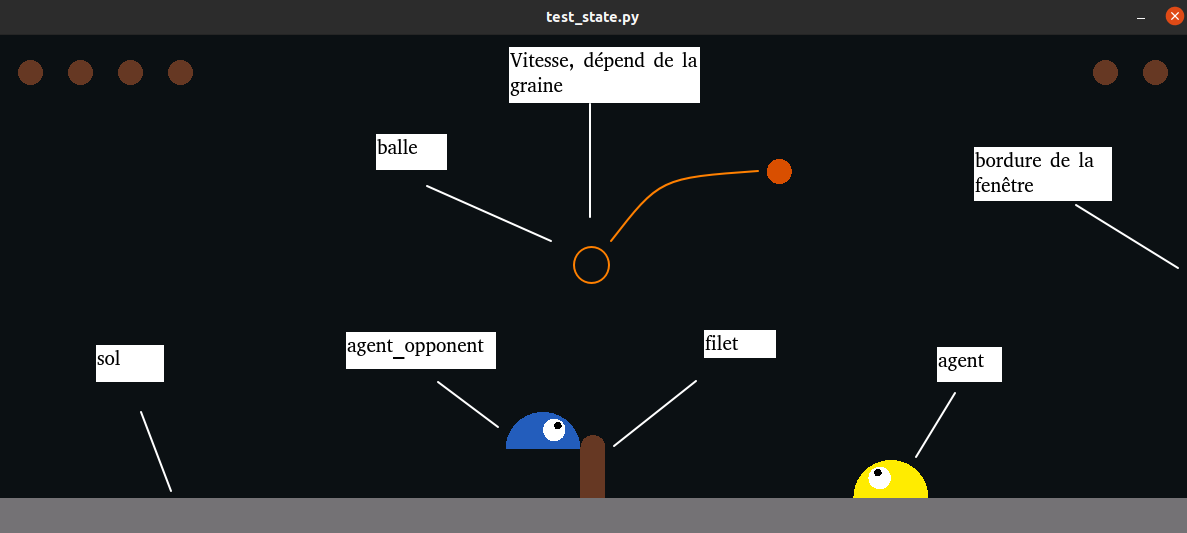 test_state.py
Vitesse, dépend de la
graine
balle
bordure de la
fenêtre
sol
agent_opponent
filet
agent